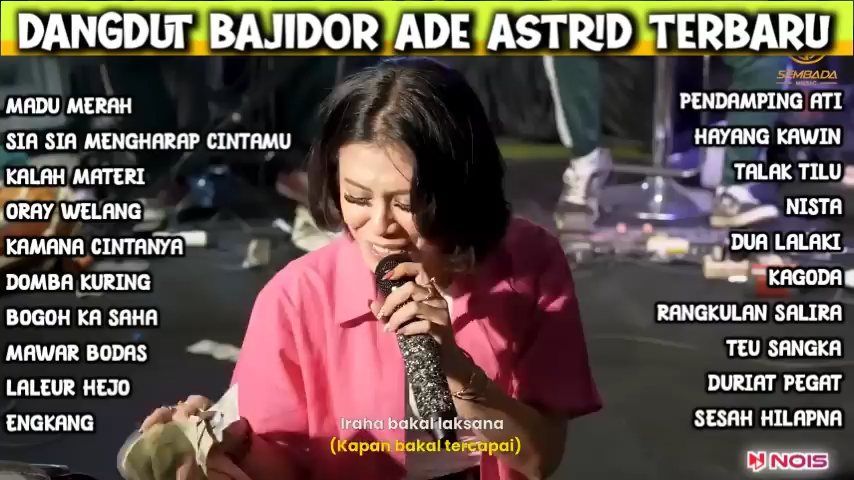 DANGDUT BAJIDOR ADE ASTRID TERBARU
SEMBADA
MUSIC
MADU MERAH
SIA SIA MENGHARAP CINTAMU
KALAH MATERI
ORAY WELANG
KAMANA CINTANYA
DOMBA KURING
BOGOH KA SAHA
MAWAR BODAS
LALEUR HEJO
ENGKANG
PENDAMPING ATI
HAYANG KAWIN
TALAK TILU
NISTA
DUA LALAKI
KAGODA
RANGKULAN SALIRA
TEU SANGKA
DURIAT PEGAT
SESAH HILAPNA
Iraha bakal laksana
(Kapan bakal tercapai)
NOIS